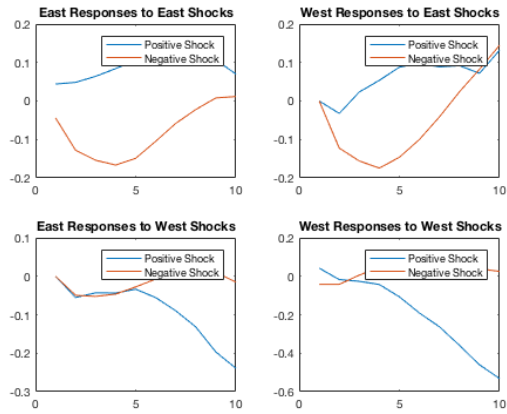 East Responses to East Shocks
0.2
0.1
0
-0.1
-0.2
0
5
10
Positive Shock
Negative Shock
West Responses to East Shocks
0.2
0.1
0
-0.1
-0.2
0
5
10
Positive Shock
Negative Shock
East Responses to West Shocks
0.1
0
-0.1
-0.2
-0.3
0
5
10
Positive Shock
Negative Shock
West Responses to West Shocks
0.2
0
-0.2
-0.4
-0.6
0
5
10
Positive Shock
Negative Shock